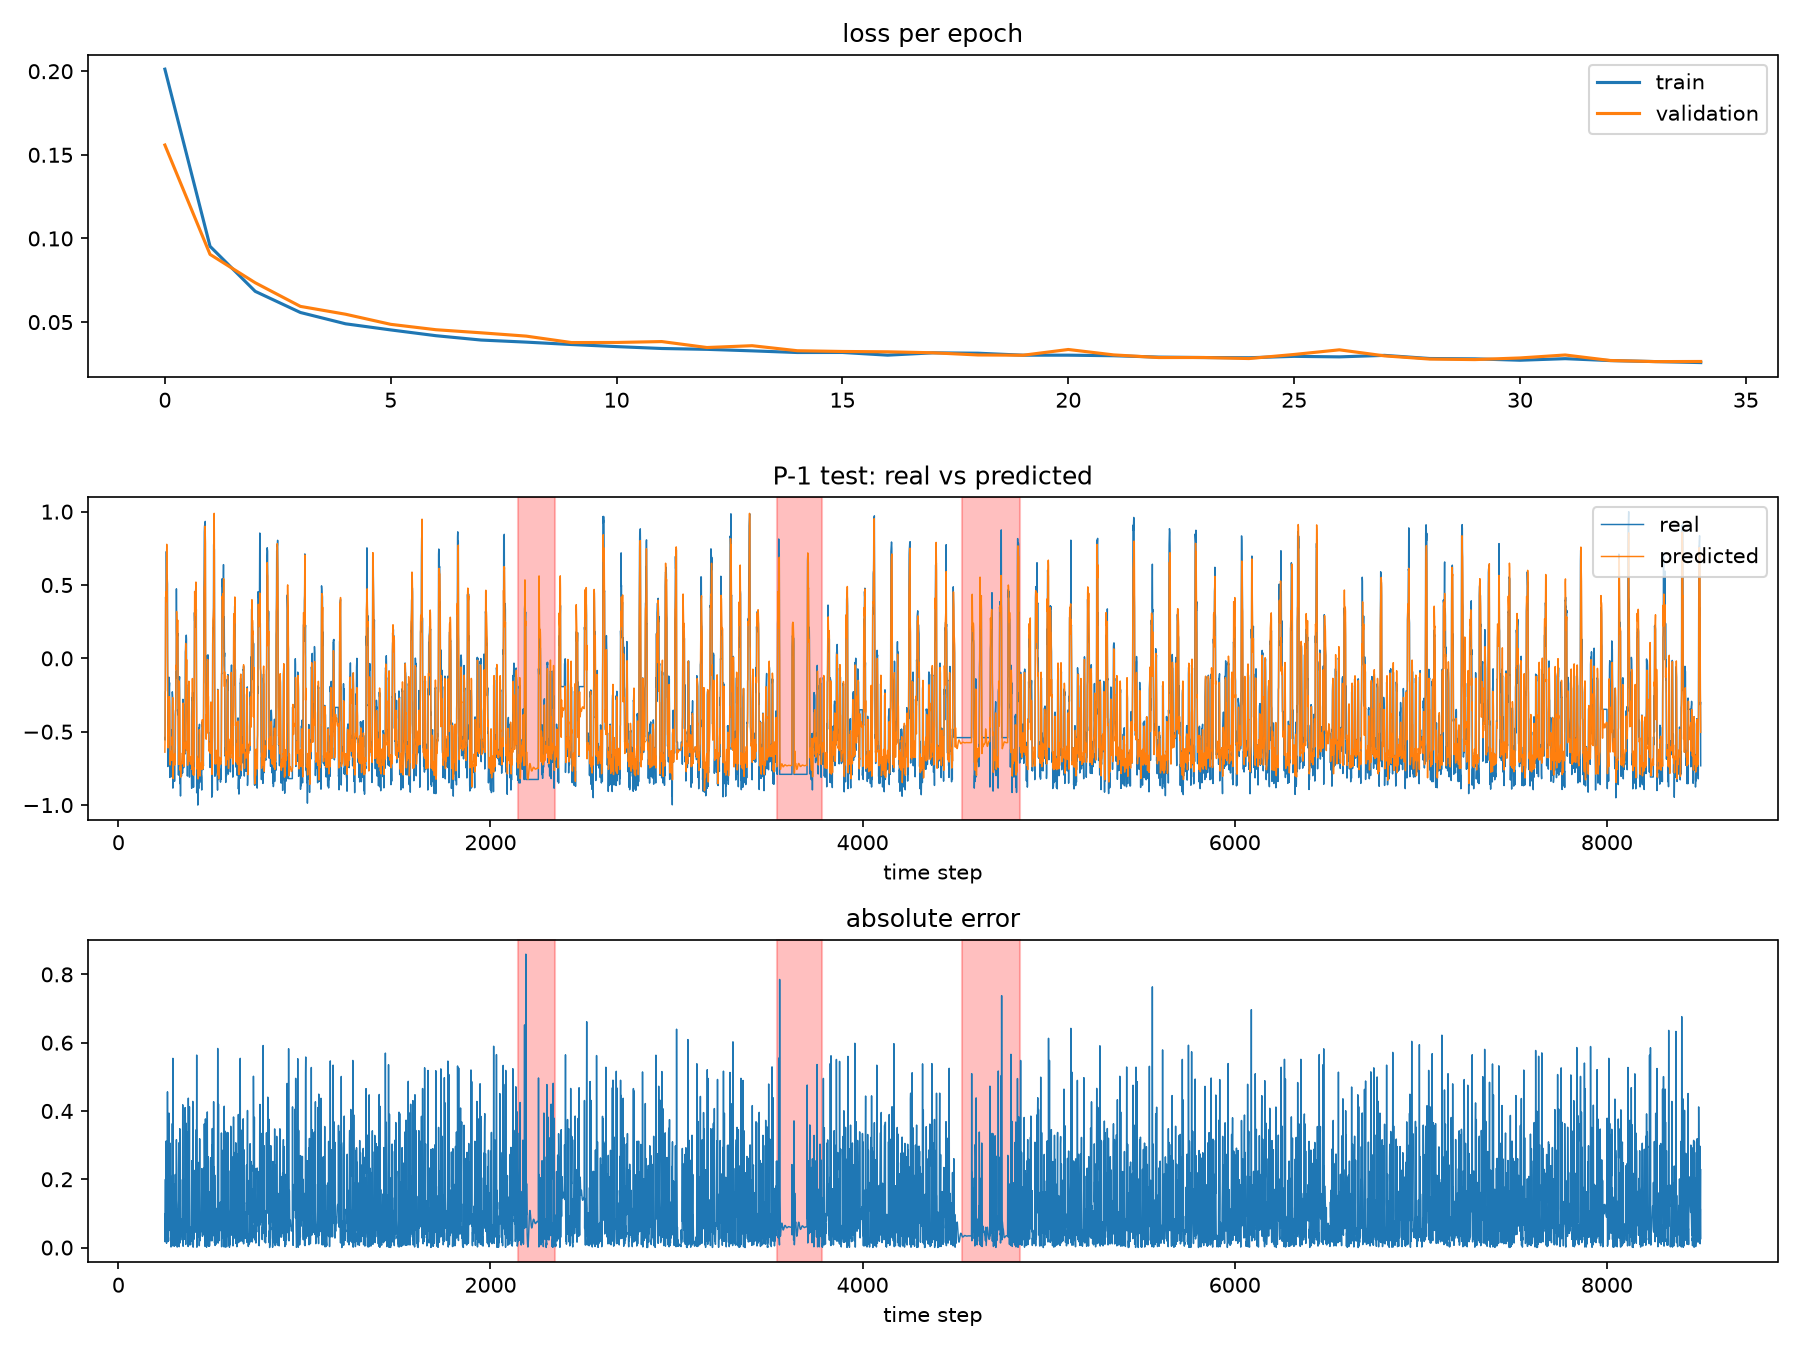 loss per epoch
0.20
0.15
0.10
0.05
train
validation
0 5 10 15 20 25 30 35
P-1 test: real vs predicted
1.0
0.5
0.0
−0.5
−1.0
real
predicted
0 2000 4000 6000 8000
time step
absolute error
0.8
0.6
0.4
0.2
0.0
0 2000 4000 6000 8000
time step